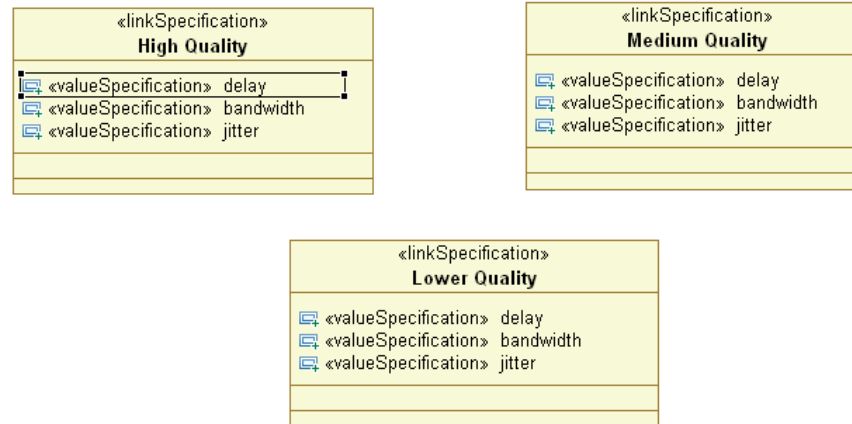 «linkSpecification»
High Quality
«valueSpecification» delay
«valueSpecification» bandwidth
«valueSpecification» jitter
«linkSpecification»
Medium Quality
«valueSpecification» delay
«valueSpecification» bandwidth
«valueSpecification» jitter
«linkSpecification»
Lower Quality
«valueSpecification» delay
«valueSpecification» bandwidth
«valueSpecification» jitter